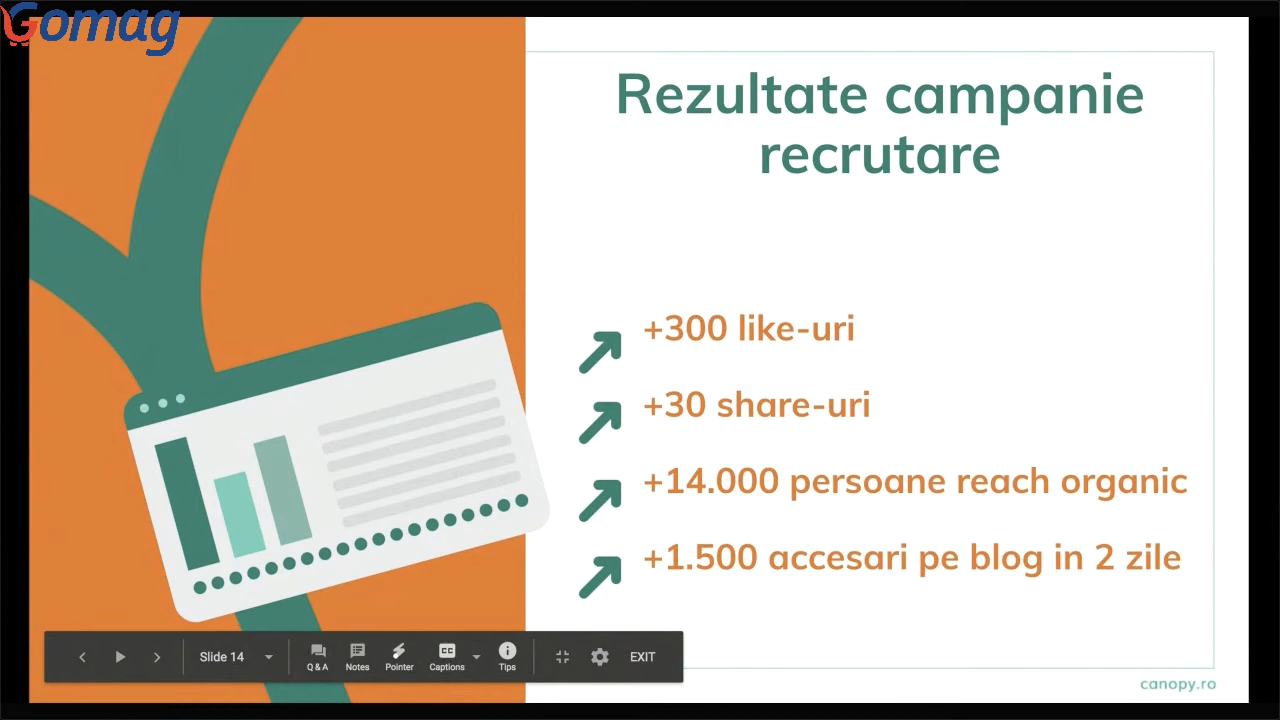 Gomag
Rezultate campanie
recrutare
+300 like-uri
+30 share-uri
+14.000 persoane reach organic
+1.500 accesari pe blog in 2 zile
Slide 14
Q & A
Notes
Pointer
Captions
Tips
EXIT
canopy.ro